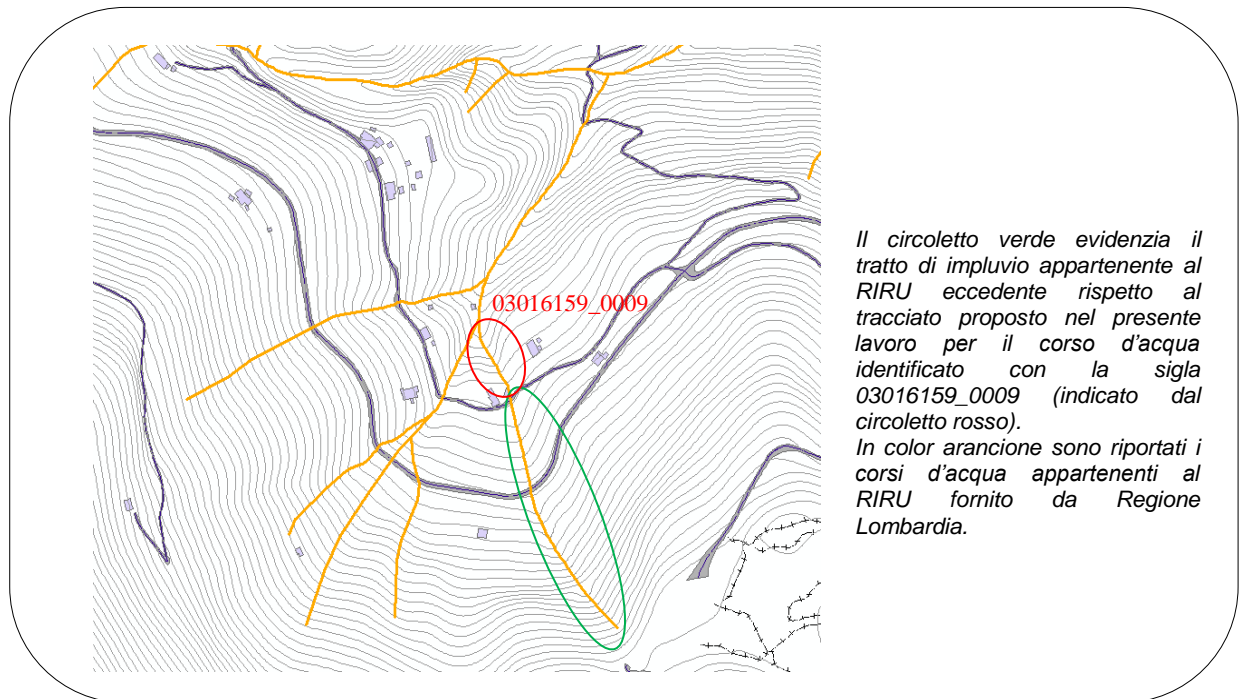 03016159_0009
Il circoletto verde evidenzia il
tratto di impluvio appartenente al
RIRU eccedente rispetto al
tracciato proposto nel presente
lavoro per il corso d'acqua
identificato con la sigla
03016159_0009 (indicato dal
circoletto rosso).
In color arancione sono riportati i
corsi d'acqua appartenenti al
RIRU fornito da Regione
Lombardia.